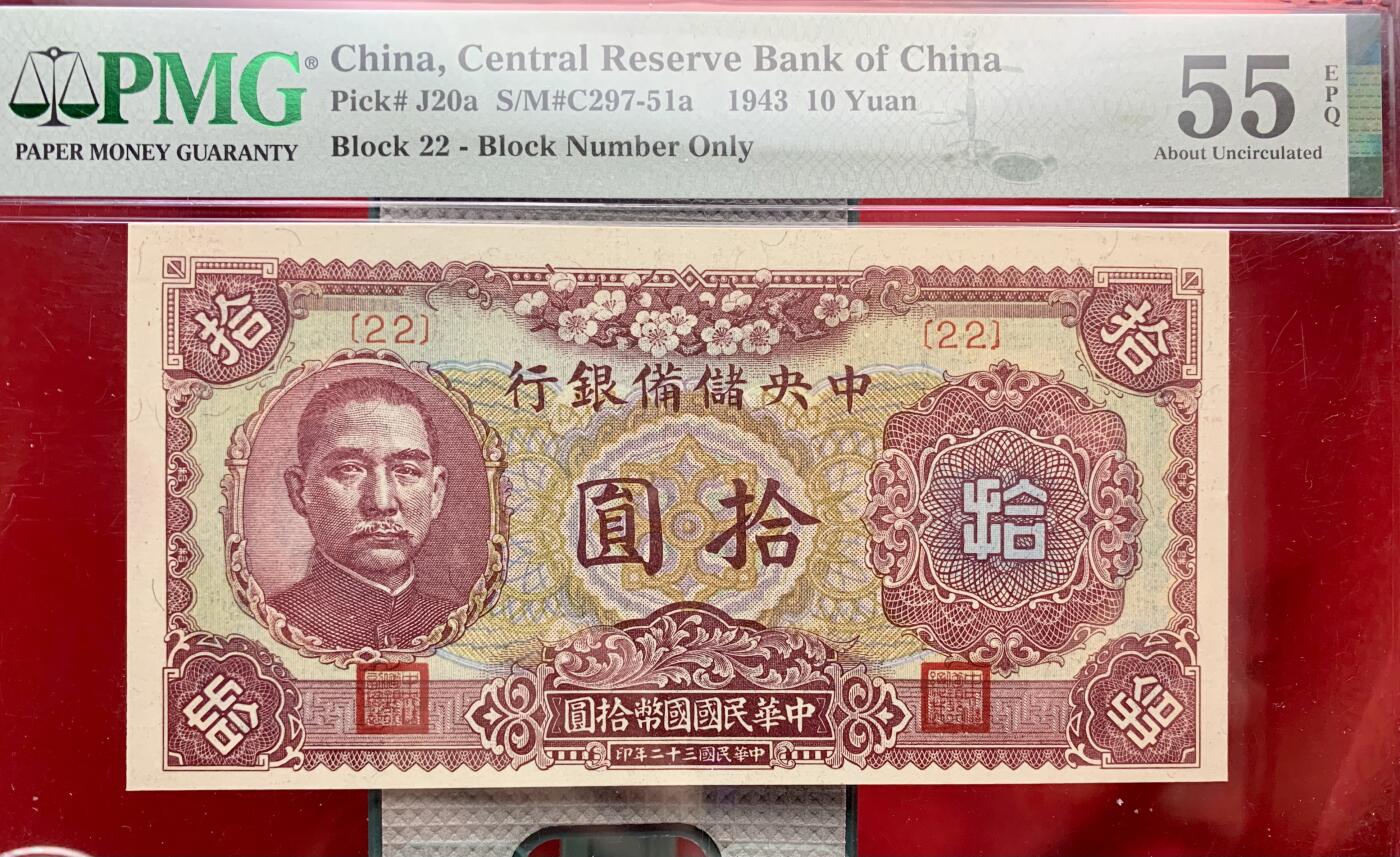 PMG®
PAPER MONEY GUARANTY
China, Central Reserve Bank of China
Pick# J20a S/M#C297-51a 1943 10 Yuan
Block 22 - Block Number Only
55
EPQ
About Uncirculated
拾
拾
[22]
[22]
中央儲備銀行
拾圓
拾
拾
拾
中華民國國幣拾圓
中華民國三十二年印